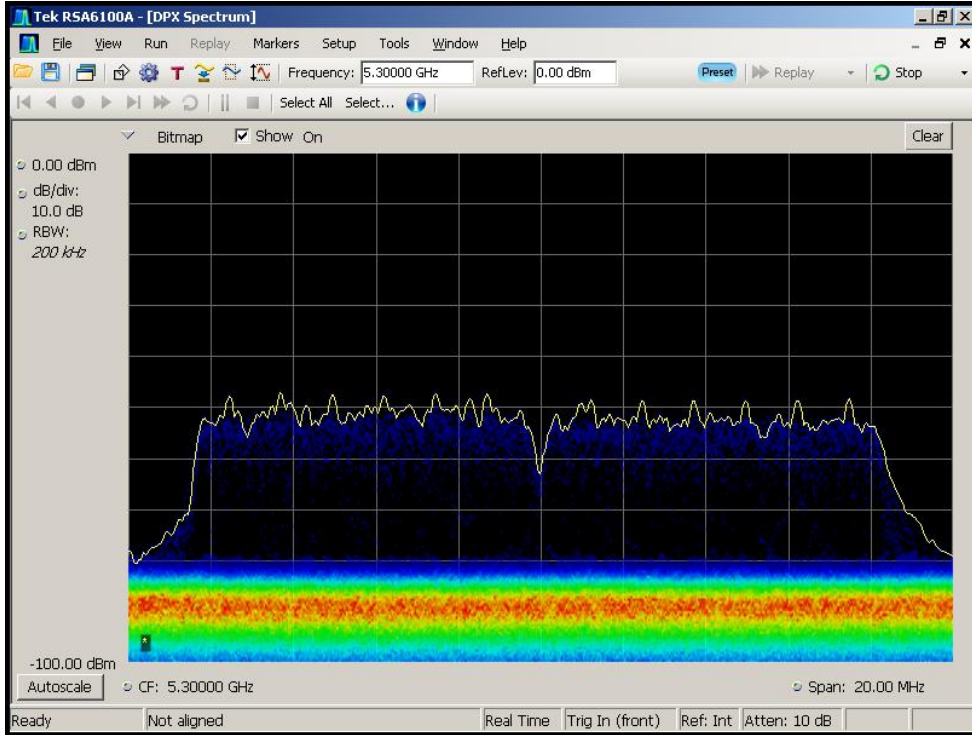 Tek RSA6100A - [DPX Spectrum]
File View Run Replay Markers Setup Tools Window Help
Frequency: 5.30000 GHz RefLev: 0.00 dBm Preset Replay Stop
Select All Select...
Bitmap Show On Clear
0.00 dBm
dB/div:
10.0 dB
RBW:
200 kHz
-100.00 dBm
Autoscale CF: 5.30000 GHz Span: 20.00 MHz
Ready Not aligned Real Time Trig In (front) Ref: Int Atten: 10 dB